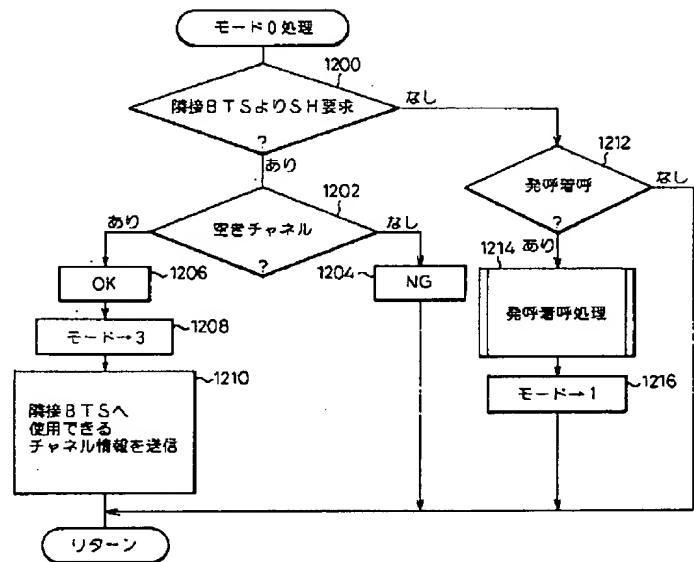 モード0処理
1200
隣接BTSよりSH要求
?
なし
あり
1212
発呼着呼
?
なし
あり
1202
空きチャネル
?
あり
なし
1206
OK
1204
NG
1214
発呼着呼処理
1208
モード→3
1216
モード→1
1210
隣接BTSへ
使用できる
チャネル情報を送信
リターン